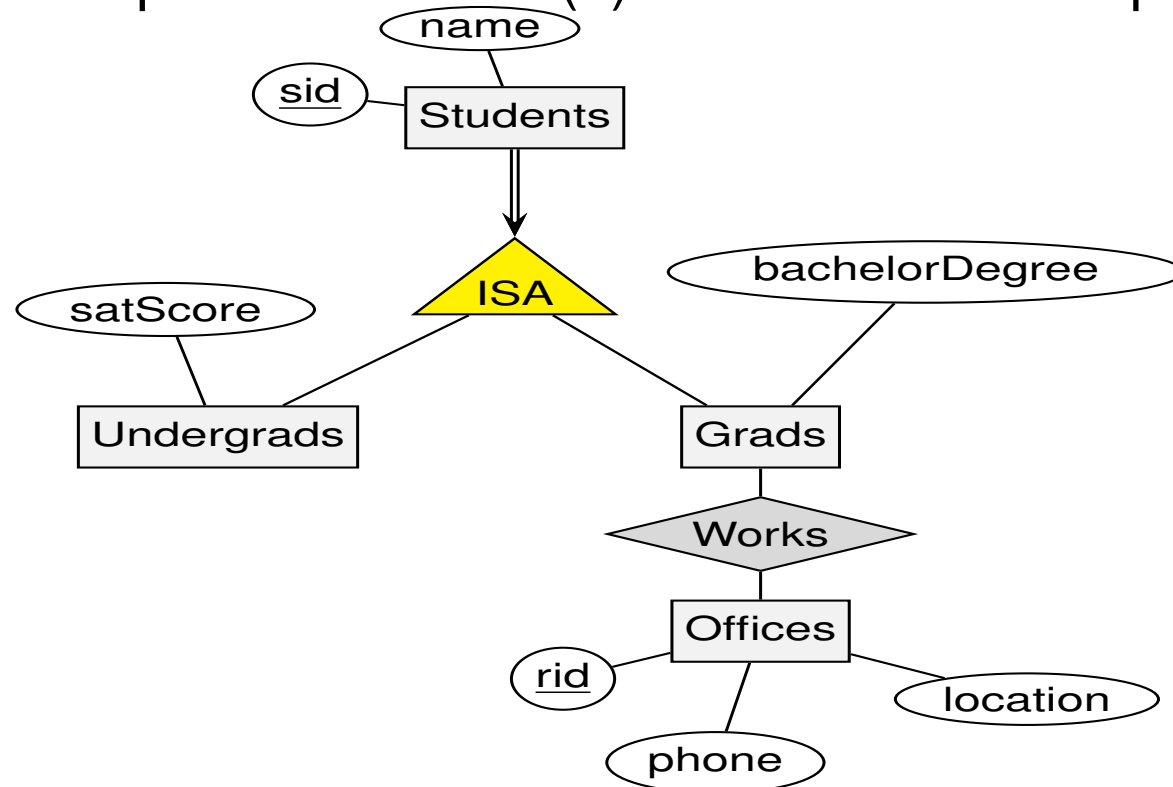 name
sid
Students
ISA
bachelorDegree
satScore
Undergrads
Grads
Works
Offices
rid
location
phone